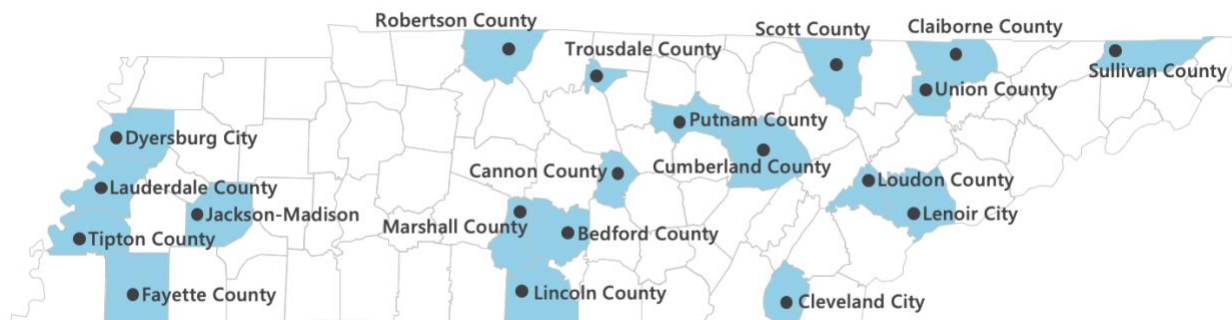 Robertson County
Scott County
Claiborne County
Trousdale County
Sullivan County
Union County
Putnam County
Dyersburg City
Cannon County
Cumberland County
Lauderdale County
Loudon County
Jackson-Madison
Lenoir City
Marshall County
Bedford County
Tipton County
Fayette County
Lincoln County
Cleveland City